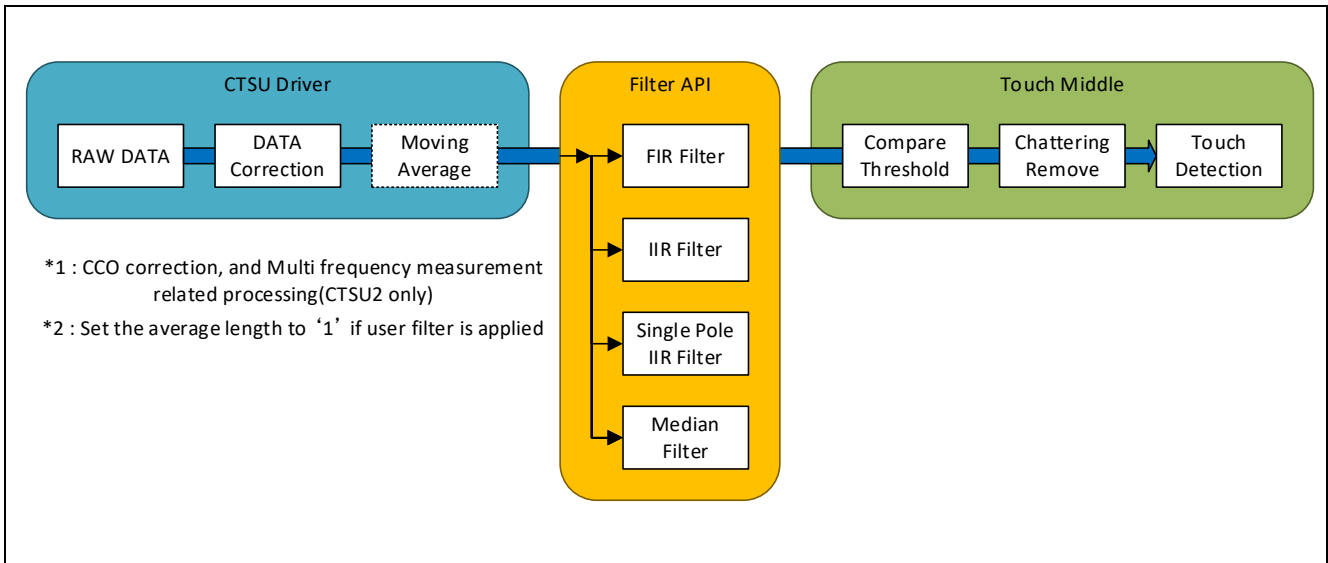 CTSU Driver
RAW DATA
DATA
Correction
Moving
Average
Filter API
FIR Filter
IIR Filter
Single Pole
IIR Filter
Median
Filter
Touch Middle
Compare
Threshold
Chattering
Remove
Touch
Detection
*1 : CCO correction, and Multi frequency measurement
related processing(CTSU2 only)
*2 : Set the average length to ‘1’ if user filter is applied